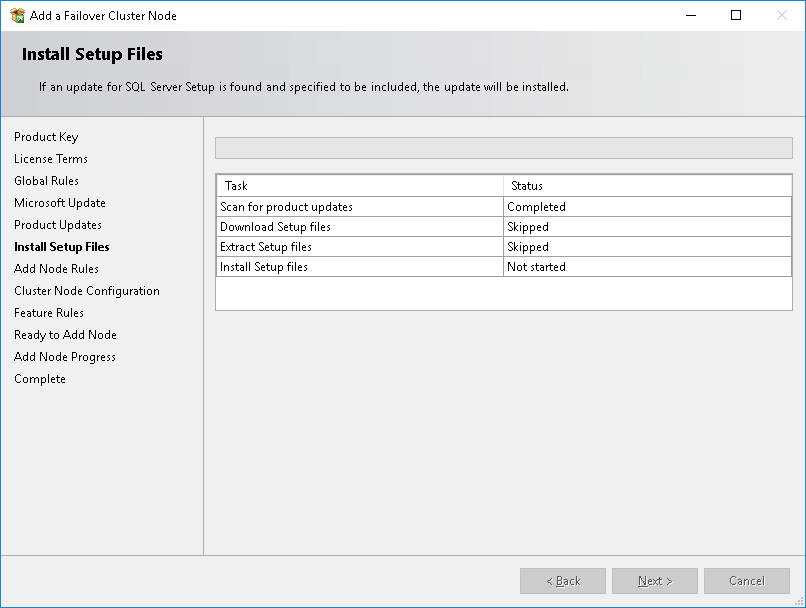 Add a Failover Cluster Node
Install Setup Files
If an update for SQL Server Setup is found and specified to be included, the update will be installed.
Product Key
License Terms
Global Rules
Microsoft Update
Product Updates
Install Setup Files
Add Node Rules
Cluster Node Configuration
Feature Rules
Ready to Add Node
Add Node Progress
Complete
Task Status
Scan for product updates Completed
Download Setup files Skipped
Extract Setup files Skipped
Install Setup files Not started
< Back Next > Cancel